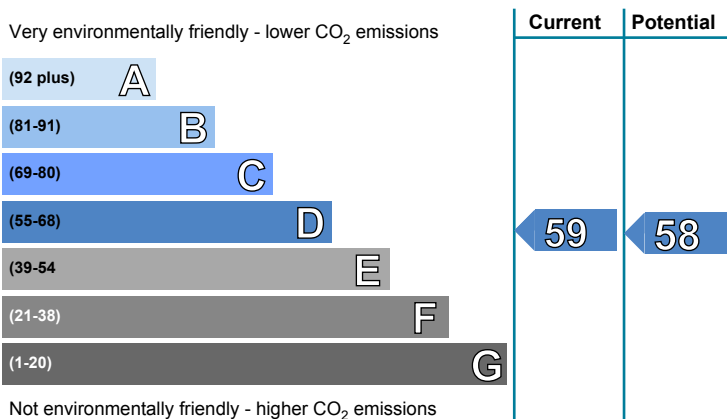 Very environmentally friendly - lower CO2 emissions
Current
Potential
(92 plus) A
(81-91) B
(69-80) C
(55-68) D
59
58
(39-54 E
(21-38) F
(1-20) G
Not environmentally friendly - higher CO2 emissions